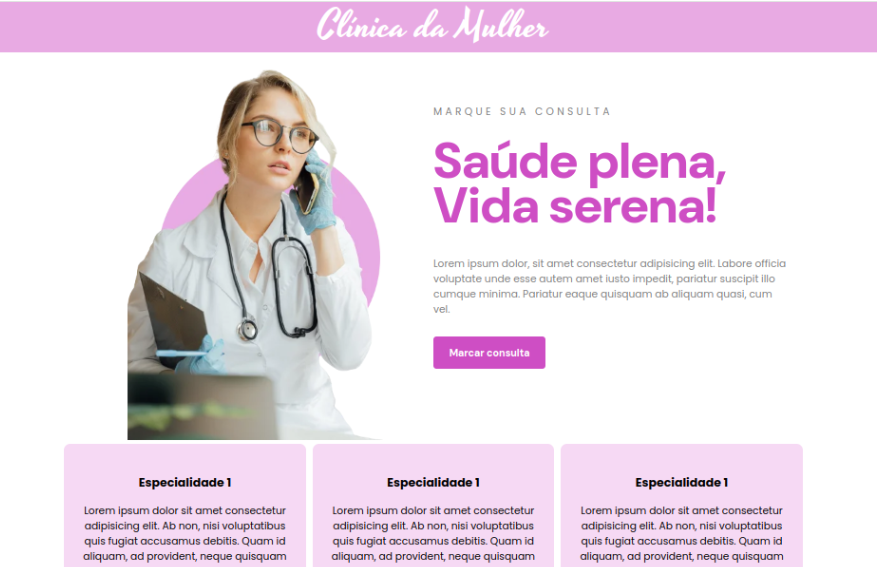 Clínica da Mulher
MARQUE SUA CONSULTA
Saúde plena,
Vida serena!
Lorem ipsum dolor, sit amet consectetur adipisicing elit. Labore officia
voluptate unde esse autem amet iusto impedit, pariatur suscipit illo
cumque minima. Pariatur eaque quisquam ab aliquam quasi, cum
vel.
Marcar consulta
Especialidade 1
Lorem ipsum dolor sit amet consectetur
adipisicing elit. Ab non, nisi voluptatibus
quis fugiat accusamus debitis. Quam id
aliquam, ad provident, neque quisquam
Especialidade 1
Lorem ipsum dolor sit amet consectetur
adipisicing elit. Ab non, nisi voluptatibus
quis fugiat accusamus debitis. Quam id
aliquam, ad provident, neque quisquam
Especialidade 1
Lorem ipsum dolor sit amet consectetur
adipisicing elit. Ab non, nisi voluptatibus
quis fugiat accusamus debitis. Quam id
aliquam, ad provident, neque quisquam